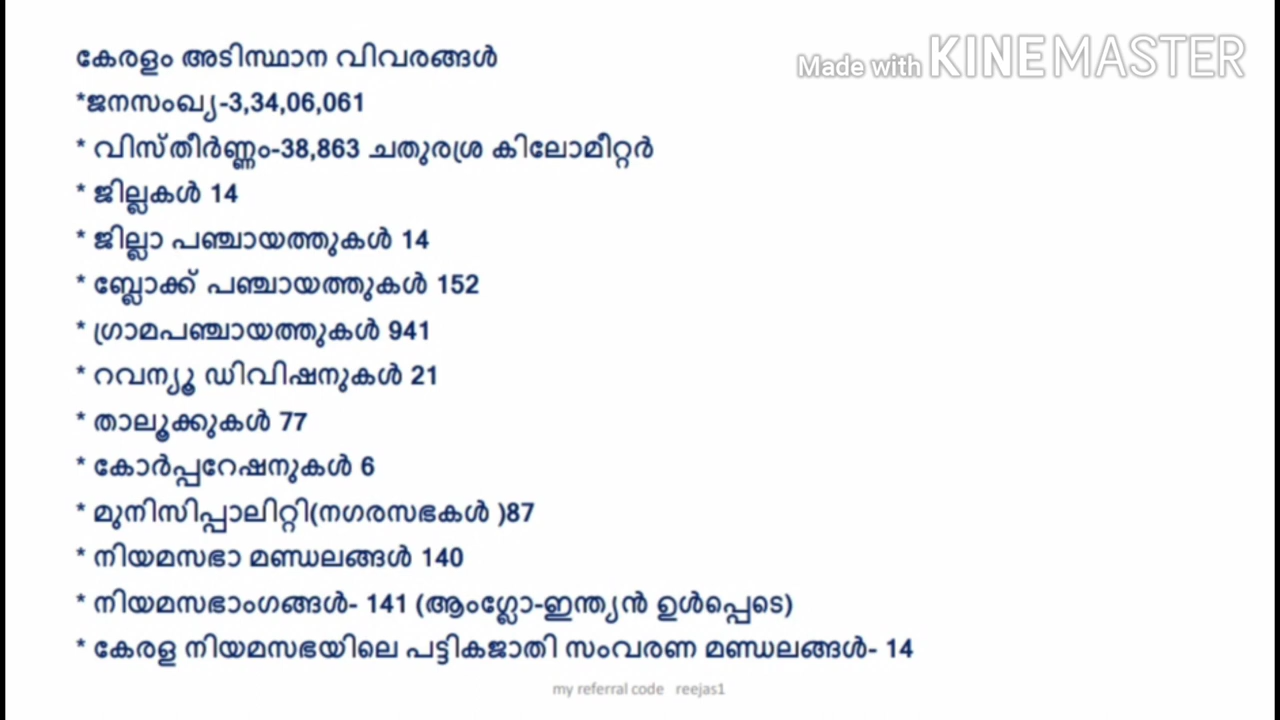 കേരളം അടിസ്ഥാന വിവരങ്ങൾ
Made with KINEMASTER
*ജനസംഖ്യ-3,34,06,061
* വിസ്തീർണ്ണം-38,863 ചതുരശ്ര കിലോമീറ്റർ
* ജില്ലകൾ 14
* ജില്ലാ പഞ്ചായത്തുകൾ 14
* ബ്ലോക്ക് പഞ്ചായത്തുകൾ 152
* ഗ്രാമപഞ്ചായത്തുകൾ 941
* റവന്യൂ ഡിവിഷനുകൾ 21
* താലൂക്കുകൾ 77
* കോർപ്പറേഷനുകൾ 6
* മുനിസിപ്പാലിറ്റി(നഗരസഭകൾ )87
* നിയമസഭാ മണ്ഡലങ്ങൾ 140
* നിയമസഭാംഗങ്ങൾ- 141 (ആംഗ്ലോ-ഇന്ത്യൻ ഉൾപ്പെടെ)
* കേരള നിയമസഭയിലെ പട്ടികജാതി സംവരണ മണ്ഡലങ്ങൾ- 14
my referral code reejas1